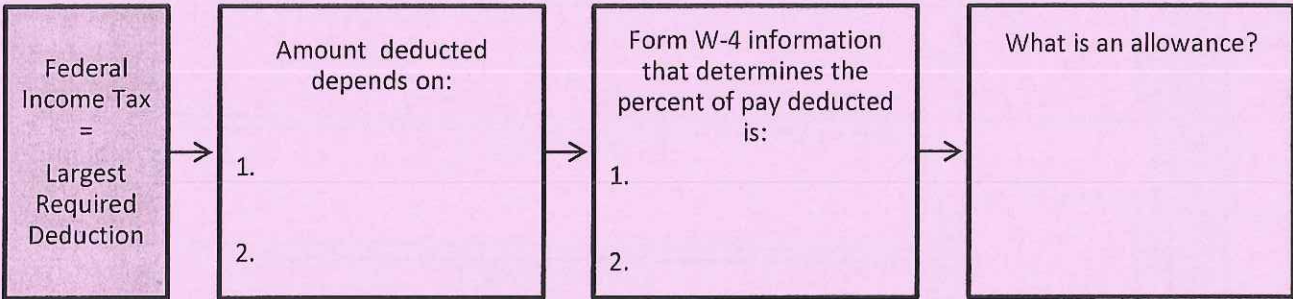 Federal
Income Tax
=
Largest
Required
Deduction
Amount deducted
depends on:
1.
2.
Form W-4 information
that determines the
percent of pay deducted
is:
1.
2.
What is an allowance?